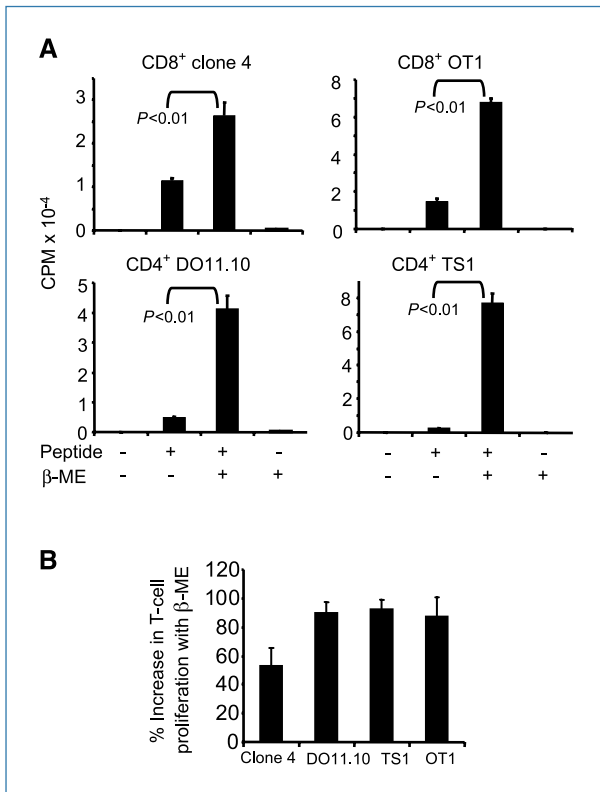 A
CD8+ clone 4
CD8+ OT1
CPM x 10-4
3
2
1
0
P<0.01
8
6
4
2
0
P<0.01
CD4+ DO11.10
CD4+ TS1
5
4
3
2
1
0
P<0.01
8
6
4
2
0
P<0.01
Peptide - + + - - + + -
β-ME - - + + - - + +
B
% Increase in T-cell
proliferation with β-ME
120
100
80
60
40
20
0
Clone 4 DO11.10 TS1 OT1